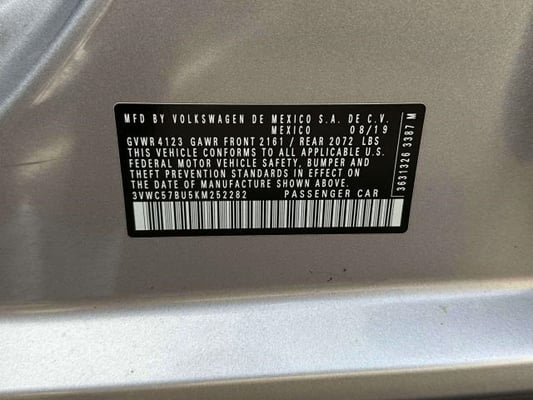 MFD BY VOLKSWAGEN DE MEXICO S.A. DE C.V.
MEXICO 08/19
GVWR 4123 GAWR FRONT 2161 / REAR 2072 LBS
THIS VEHICLE CONFORMS TO ALL APPLICABLE U.S.
FEDERAL MOTOR VEHICLE SAFETY, BUMPER AND
THEFT PREVENTION STANDARDS IN EFFECT ON
THE DATE OF MANUFACTURE SHOWN ABOVE.
3VWC57BU5KM252282 PASSENGER CAR
3631326 3387 M